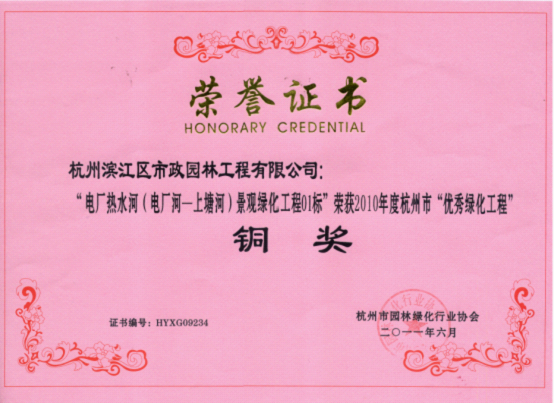 荣誉证书
HONORARY CREDENTIAL
杭州滨江区市政园林工程有限公司:
“电厂热水河（电厂河—上塘河）景观绿化工程01标”荣获2010年度杭州市“优秀绿化工程”
铜奖
证书编号: HYXG09234
杭州市园林绿化行业协会
二〇一一年六月